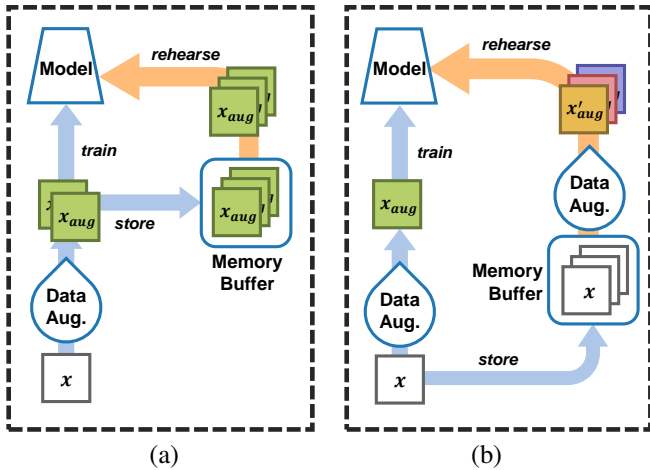 Model
rehearse
x_aug
train
x
x_aug
store
x_aug
Memory
Buffer
Data
Aug.
x
(a)
Model
rehearse
x'_aug
train
Data
Aug.
x_aug
Memory
Buffer
x
Data
Aug.
store
x
(b)